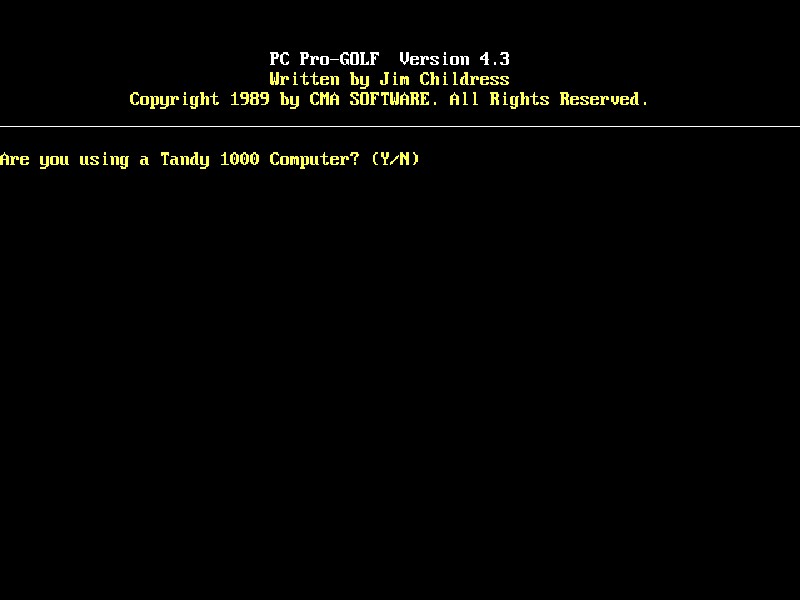 PC Pro-GOLF  Version 4.3
Written by Jim Childress
Copyright 1989 by CMA SOFTWARE. All Rights Reserved.
Are you using a Tandy 1000 Computer? (Y/N)